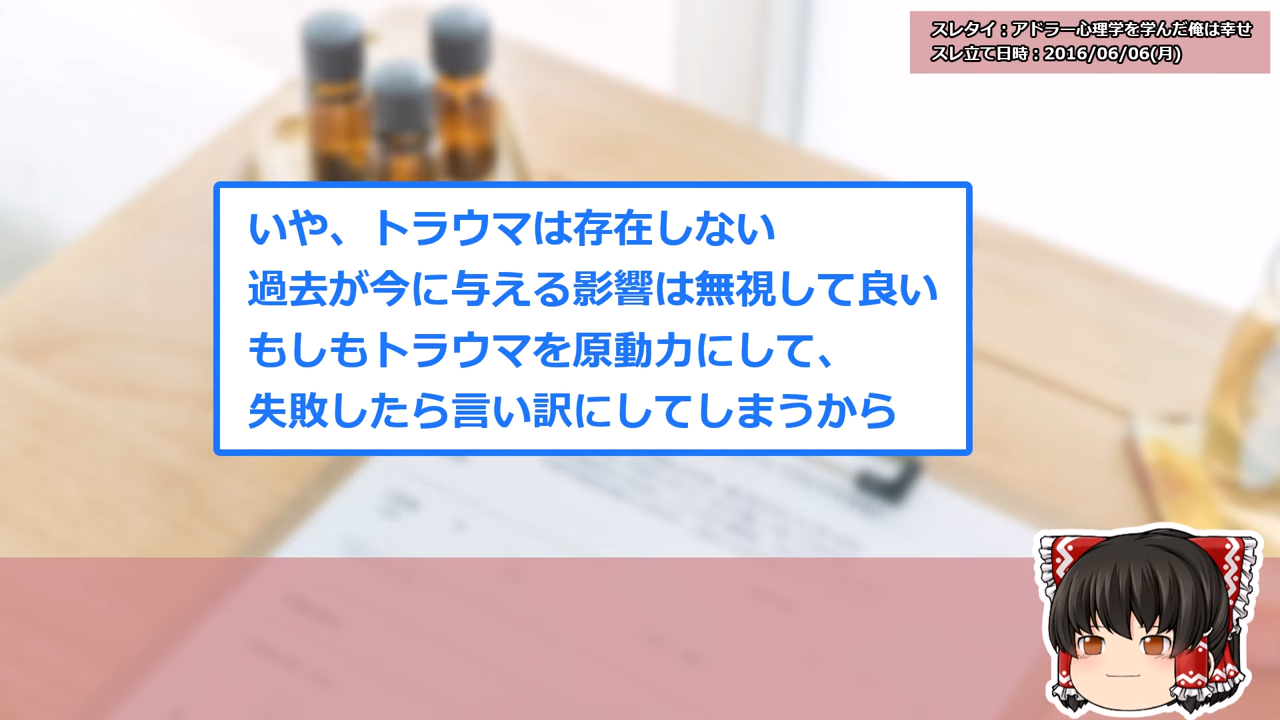 スレタイ：アドラー心理学を学んだ俺は幸せ
スレ立て日時：2016/06/06(月)
いや、トラウマは存在しない
過去が今に与える影響は無視して良い
もしもトラウマを原動力にして、
失敗したら言い訳にしてしまうから